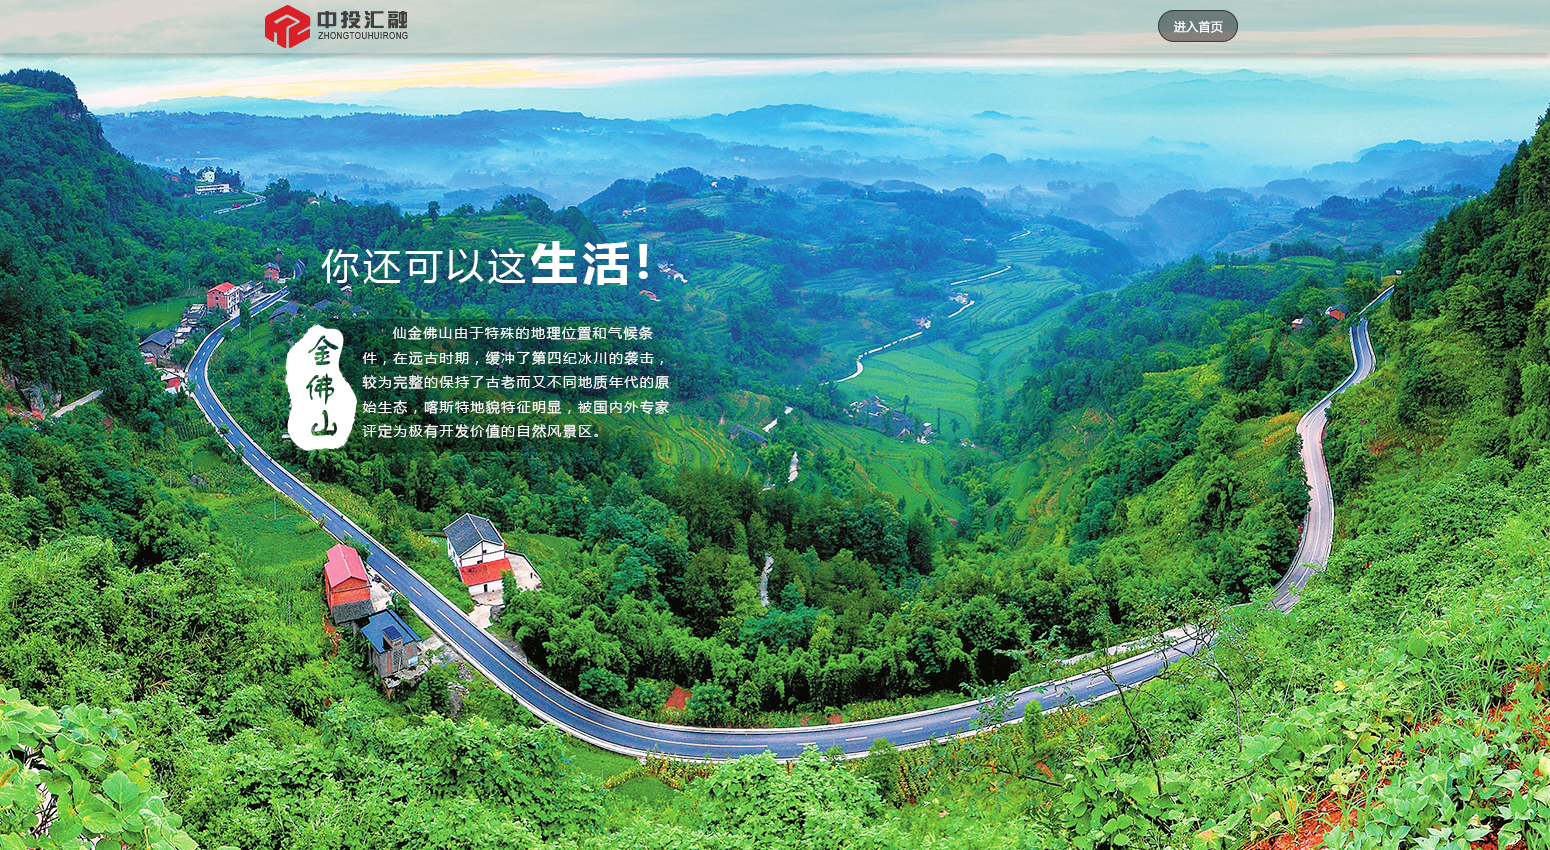 中投汇融
ZHONGTOUHUIRONG
进入首页
你还可以这生活!
金佛山
仙金佛山由于特殊的地理位置和气候条
件，在远古时期，缓冲了第四纪冰川的袭击，
较为完整的保持了古老而又不同地质年代的原
始生态，喀斯特地貌特征明显，被国内外专家
评定为极有开发价值的自然风景区。